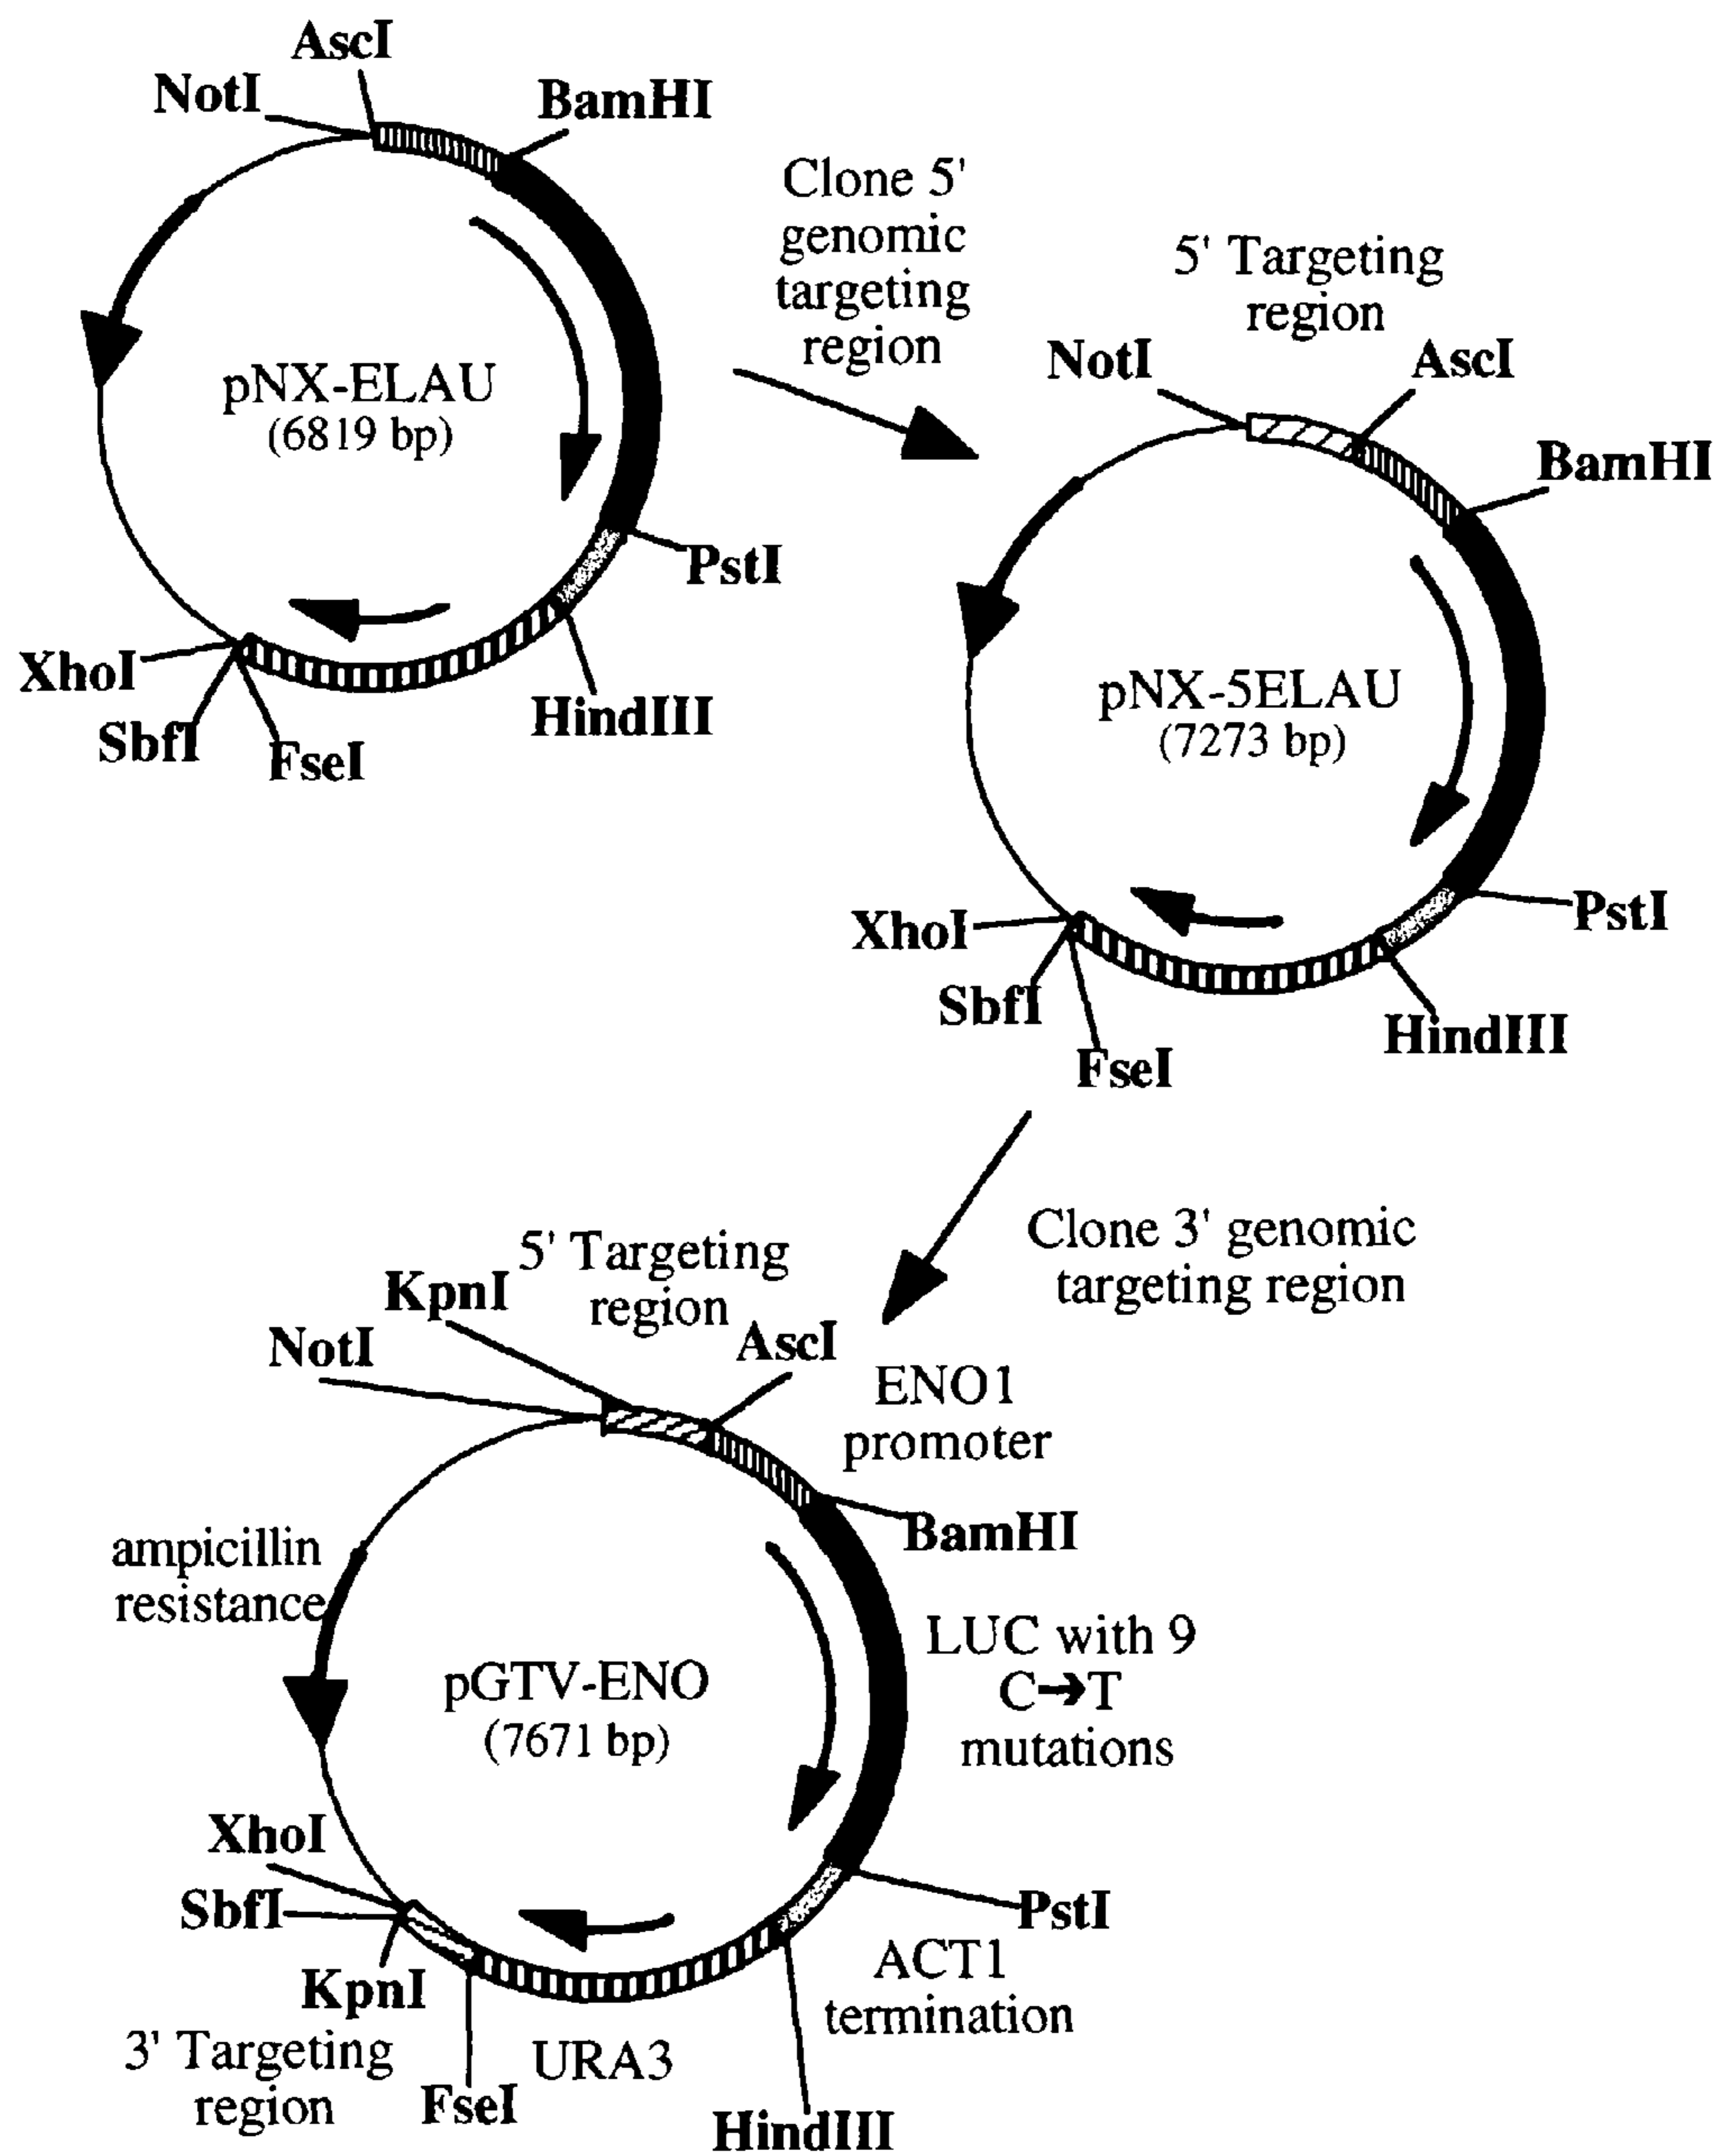 AscI
NotI
BamHI
pNX-ELAU
(6819 bp)
PstI
XhoI
SbfI
FseI
HindIII
Clone 5'
genomic
targeting
region
5' Targeting
region
NotI
AscI
BamHI
pNX-5ELAU
(7273 bp)
XhoI
PstI
SbfI
HindIII
FseI
Clone 3' genomic
targeting region
5' Targeting
region
KpnI
NotI
AscI
ENO1
promoter
BamHI
ampicillin
resistance
LUC with 9
C→T
mutations
pGTV-ENO
(7671 bp)
XhoI
SbfI
PstI
KpnI
ACT1
termination
3' Targeting
region
URA3
FseI
HindIII